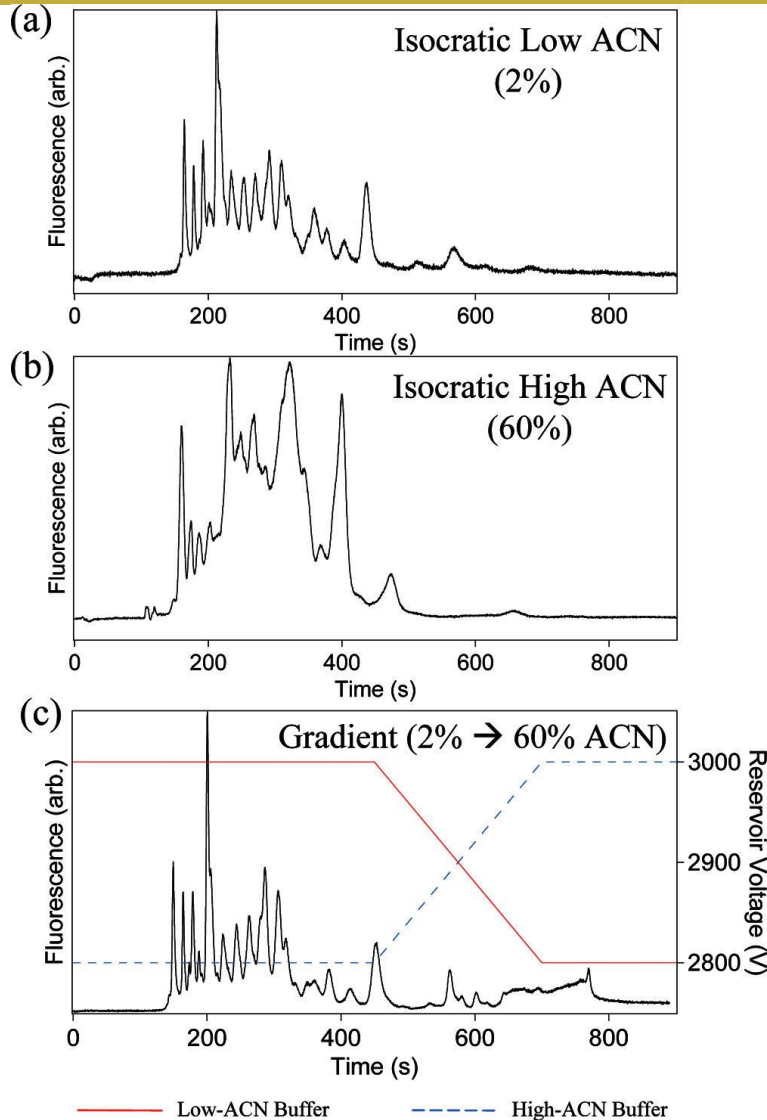 (a)
Isocratic Low ACN
(2%)
Fluorescence (arb.)
0 200 400 600 800
Time (s)
(b)
Isocratic High ACN
(60%)
Fluorescence (arb.)
0 200 400 600 800
Time (s)
(c)
Gradient (2% → 60% ACN)
Fluorescence (arb.)
3000
2900
2800
Reservoir Voltage (V)
0 200 400 600 800
Time (s)
Low-ACN Buffer
High-ACN Buffer